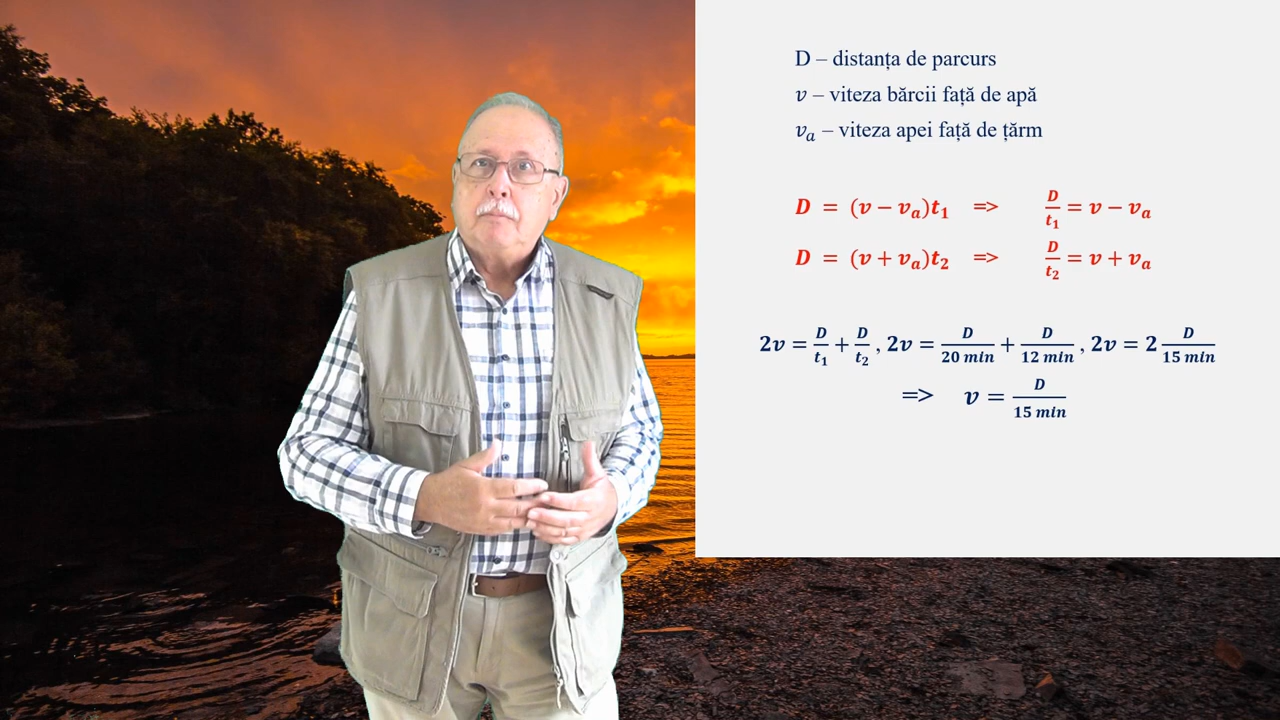 D – distanța de parcurs
v – viteza bărcii față de apă
vₐ – viteza apei față de țărm
D = (v − vₐ)t₁ => D/t₁ = v − vₐ
D = (v + vₐ)t₂ => D/t₂ = v + vₐ
2v = D/t₁ + D/t₂ , 2v = D/20 min + D/12 min , 2v = 2 D/15 min
=> v = D/15 min